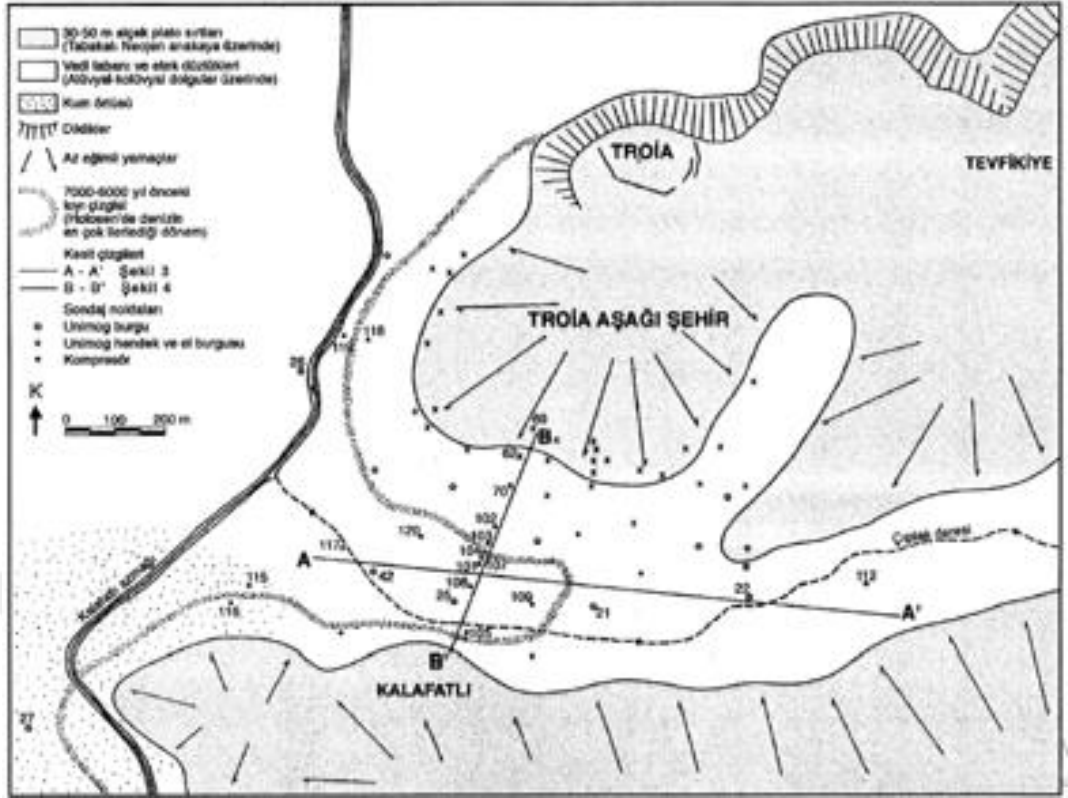 30-50 m alçak plato sırtları
(Tabakalı Neojen anakaya üzerinde)
Vadi tabanı ve etek düzlükleri
(Alüvyal-kolüvyal dolgular üzerinde)
Kum örtüsü
Diklikler
Az eğimli yamaçlar
7000-6000 yıl önceki
kıyı çizgisi
(Holosen'de denizin
en çok ilerlediği dönem)
Kesit çizgileri
A - A' Şekil 3
B - B' Şekil 4
Sondaj noktaları
Unimog burgu
Unimog hendek ve el burgusu
Kompresör
K
0 100 200 m
TROİA
TEVFİKİYE
TROİA AŞAĞI ŞEHİR
118
26
B
70
102
120
117
A
42
115
116
109
21
22
112
A'
Çıplak deresi
Kalafatlı
B'
KALAFATLI
27